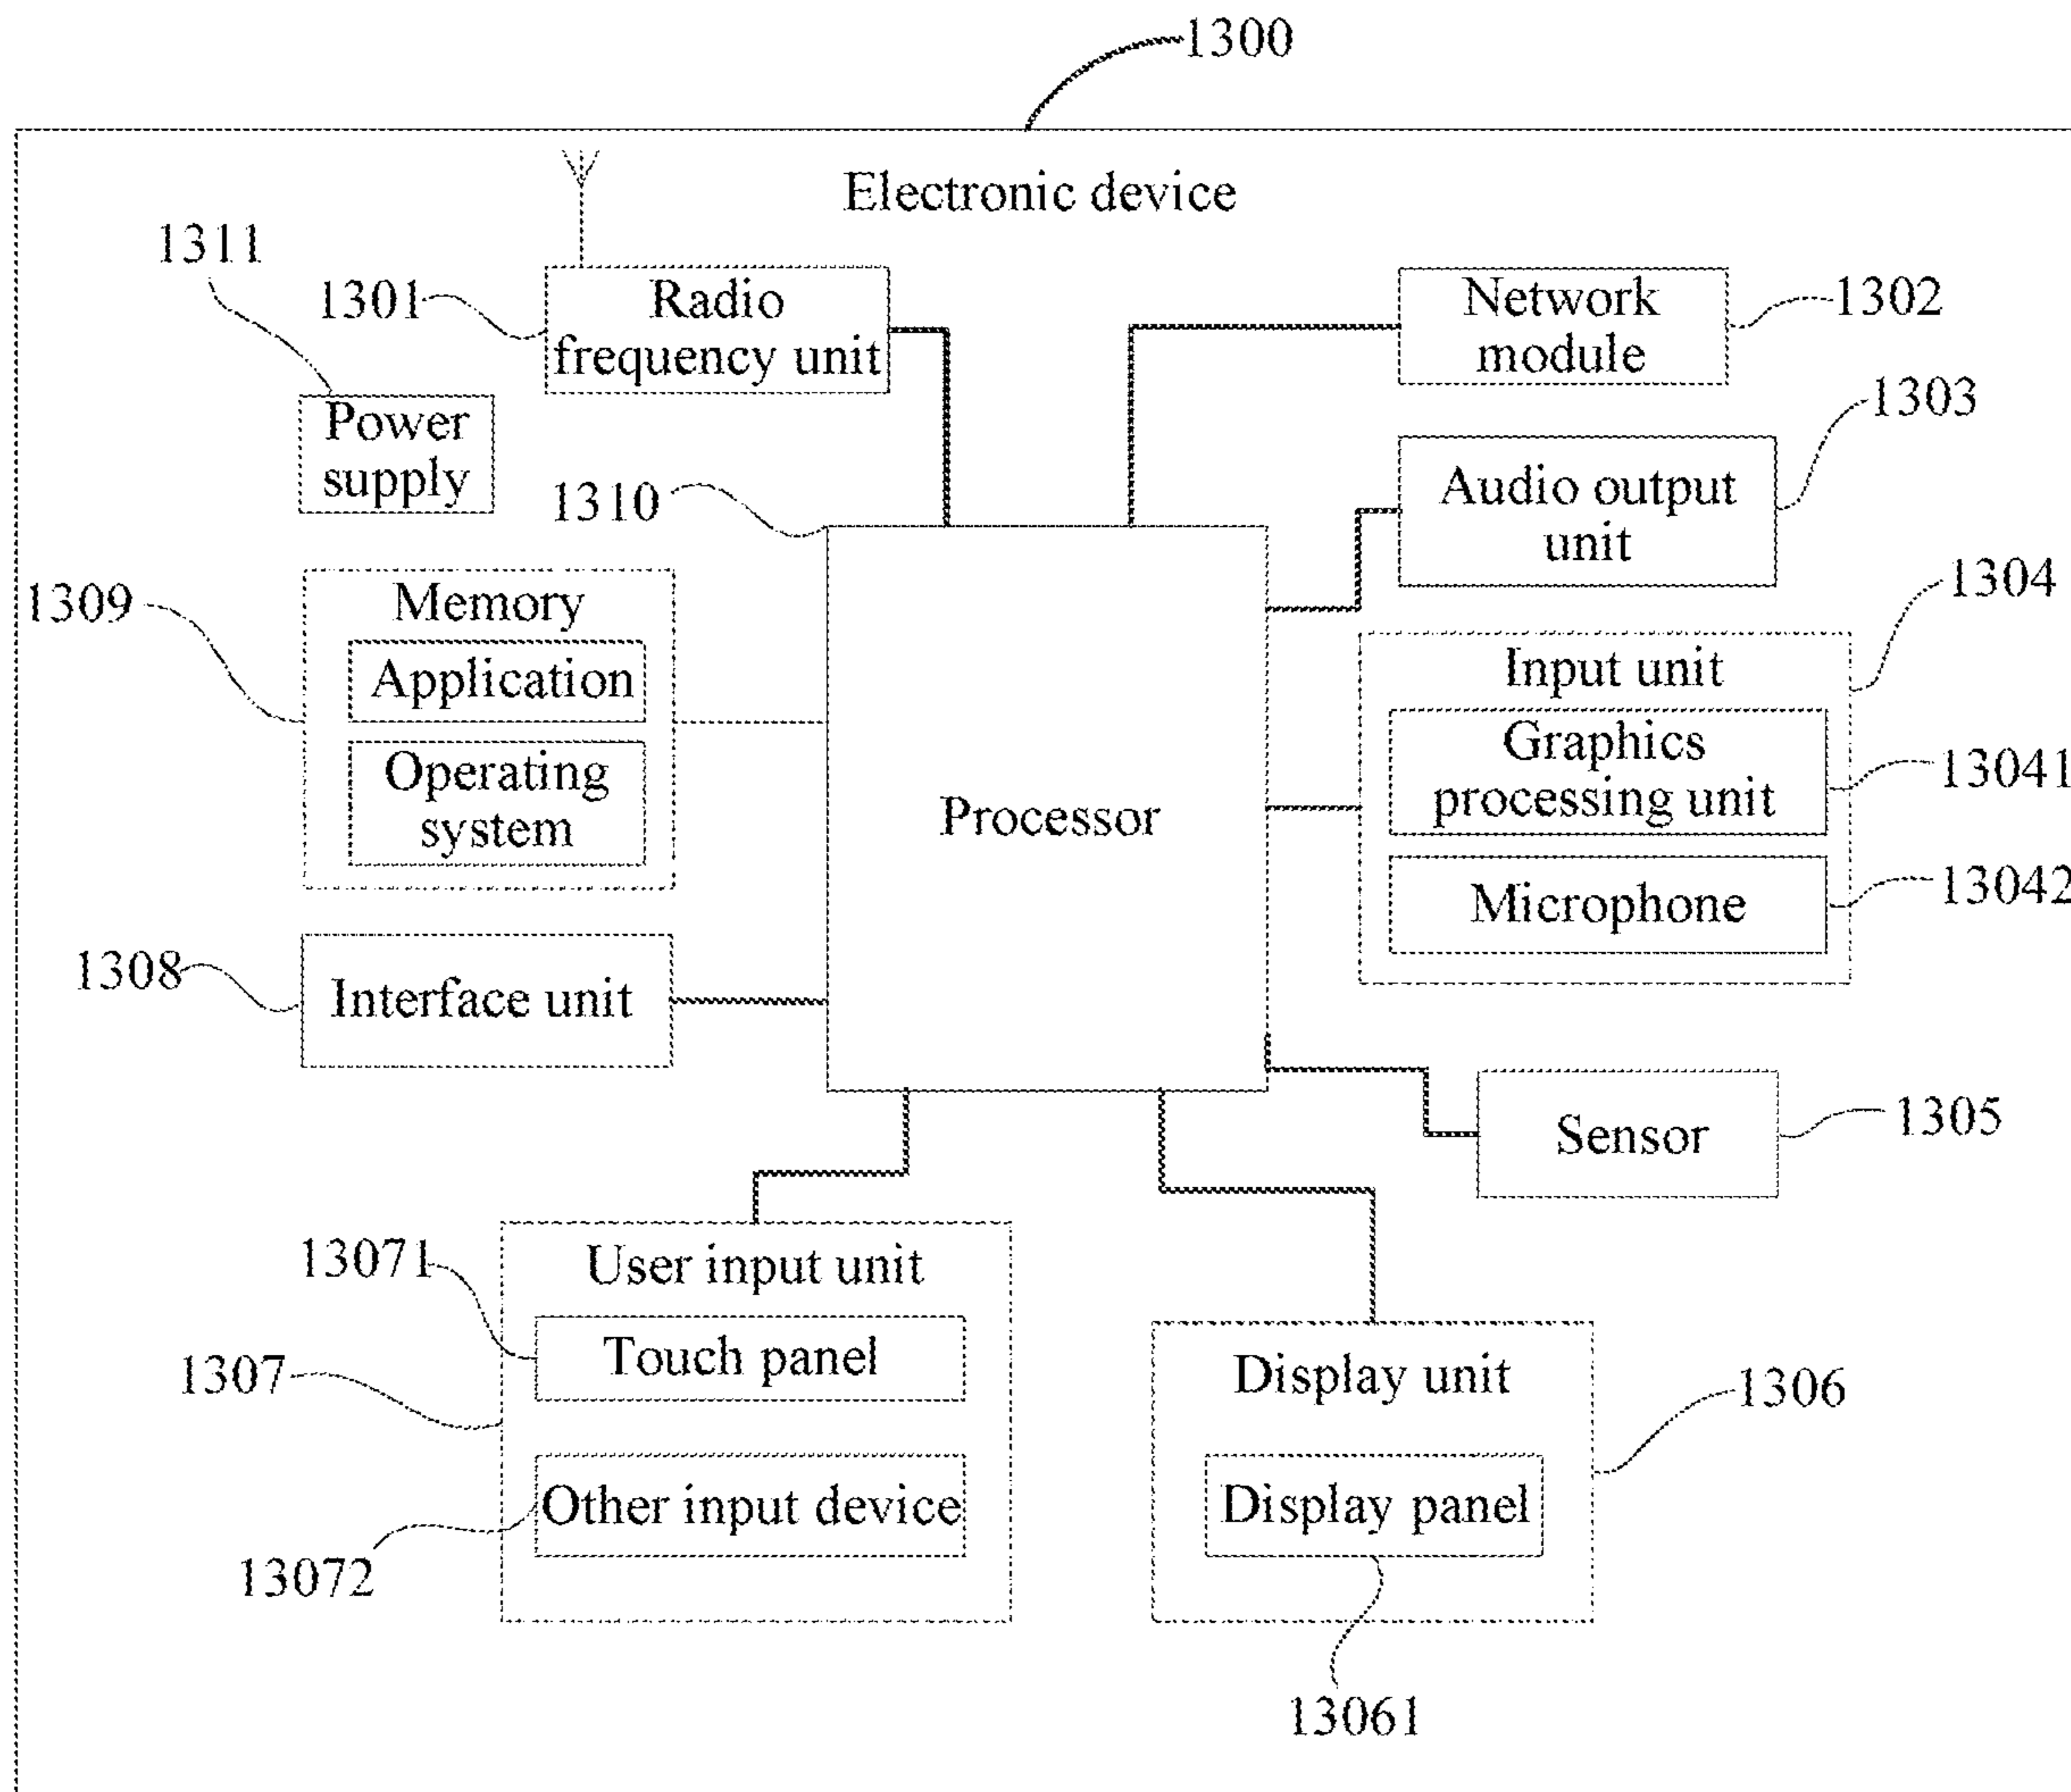 1300
Electronic device
1311
1301
Radio
frequency unit
Network
module
1302
Power
supply
1303
1310
Audio output
unit
1309
Memory
Application
Operating
system
Processor
1304
Input unit
Graphics
processing unit
13041
Microphone
13042
1308
Interface unit
Sensor
1305
13071
User input unit
Touch panel
1307
Other input device
13072
Display unit
1306
Display panel
13061